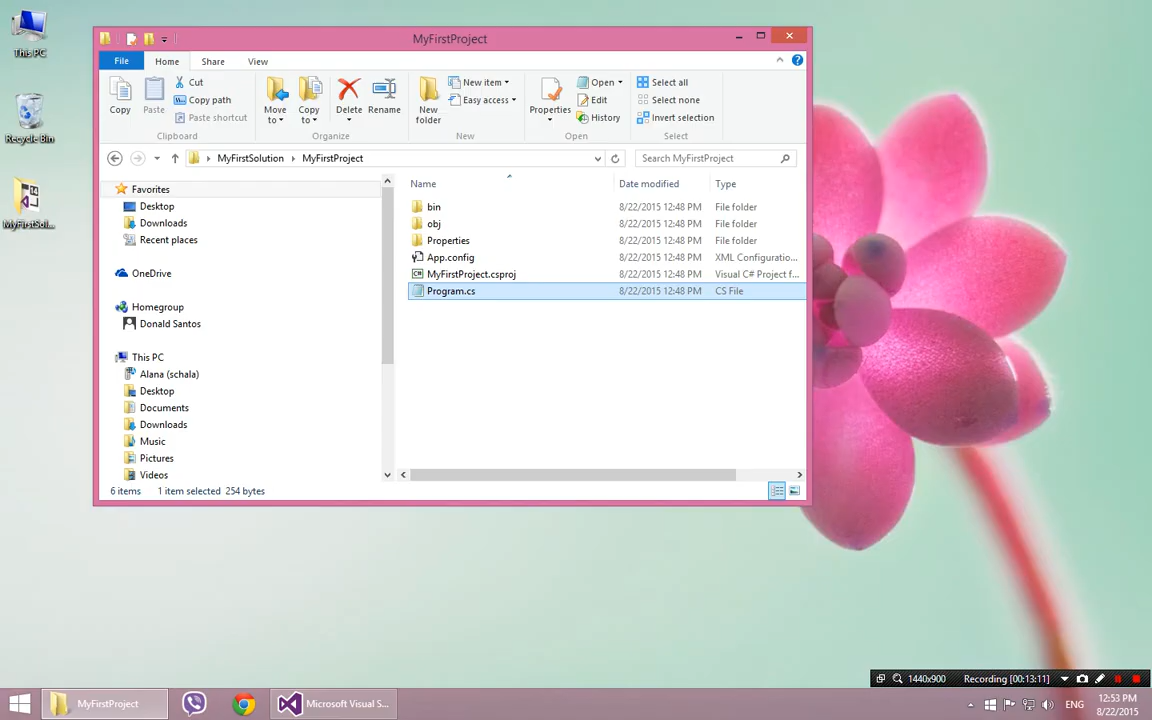 This PC
Recycle Bin
MyFirstSol...
MyFirstProject
File Home Share View
Copy
Paste
Cut
Copy path
Paste shortcut
Clipboard
Move to
Copy to
Delete
Rename
Organize
New folder
New item
Easy access
New
Properties
Open
Edit
History
Open
Select all
Select none
Invert selection
Select
MyFirstSolution MyFirstProject
Search MyFirstProject
Favorites
Desktop
Downloads
Recent places
OneDrive
Homegroup
Donald Santos
This PC
Alana (schala)
Desktop
Documents
Downloads
Music
Pictures
Videos
Name Date modified Type
bin 8/22/2015 12:48 PM File folder
obj 8/22/2015 12:48 PM File folder
Properties 8/22/2015 12:48 PM File folder
App.config 8/22/2015 12:48 PM XML Configuratio...
MyFirstProject.csproj 8/22/2015 12:48 PM Visual C# Project f...
Program.cs 8/22/2015 12:48 PM CS File
6 items 1 item selected 254 bytes
1440x900 Recording [00:13:11]
MyFirstProject
Microsoft Visual S...
ENG
12:53 PM
8/22/2015